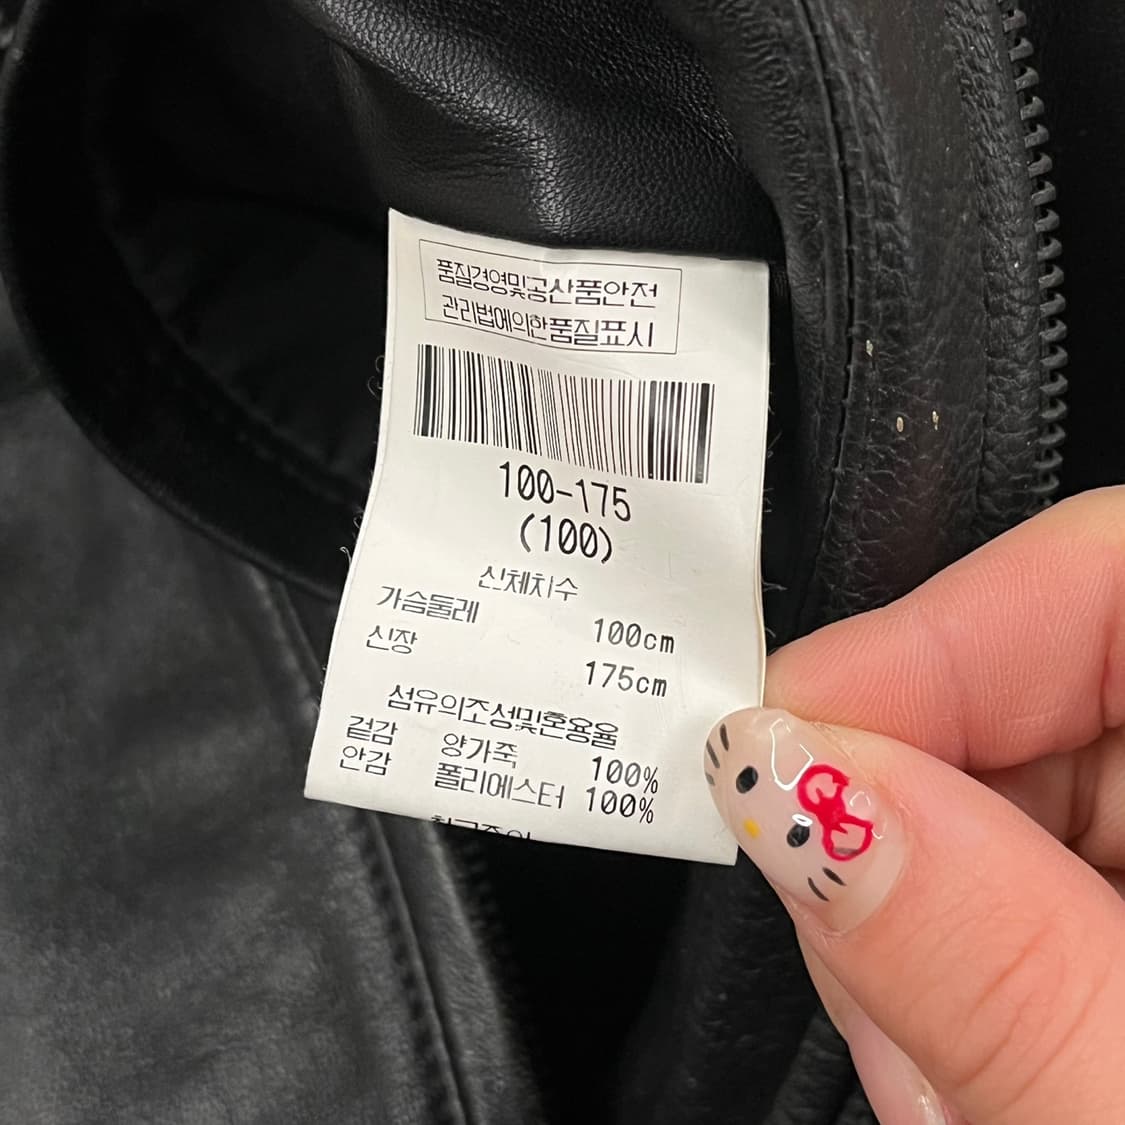 품질경영및공산품안전
관리법에의한품질표시
100-175
(100)
신체치수
가슴둘레 100cm
신장 175cm
섬유의조성및혼용율
겉감 양가죽 100%
안감 폴리에스터 100%